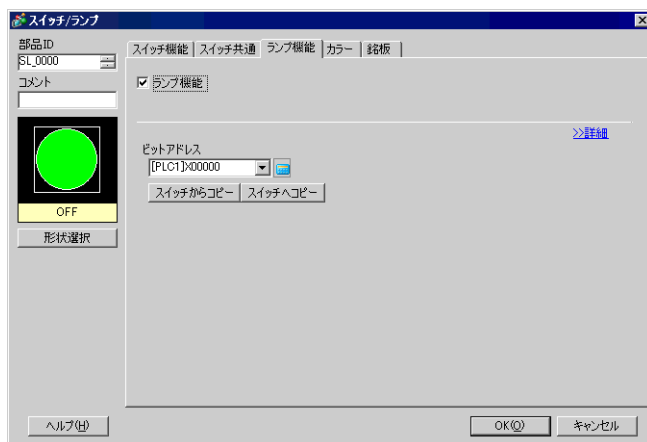 スイッチ/ランプ
部品ID
SL_0000
コメント
OFF
形状選択
スイッチ機能 スイッチ共通 ランプ機能 カラー 銘板
ランプ機能
>>詳細
ビットアドレス
[PLC1]X00000
スイッチからコピー スイッチへコピー
ヘルプ(H) OK(O) キャンセル